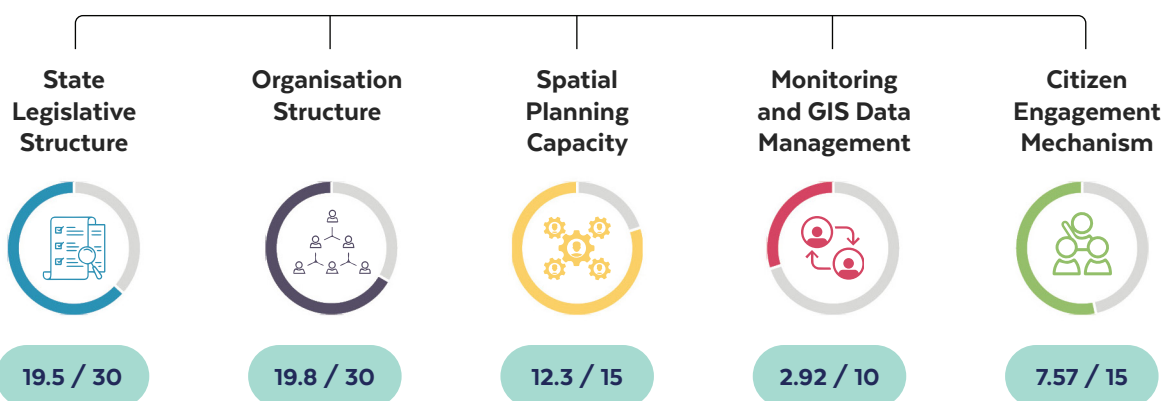 State
Legislative
Structure
Organisation
Structure
Spatial
Planning
Capacity
Monitoring
and GIS Data
Management
Citizen
Engagement
Mechanism
19.5 / 30
19.8 / 30
12.3 / 15
2.92 / 10
7.57 / 15